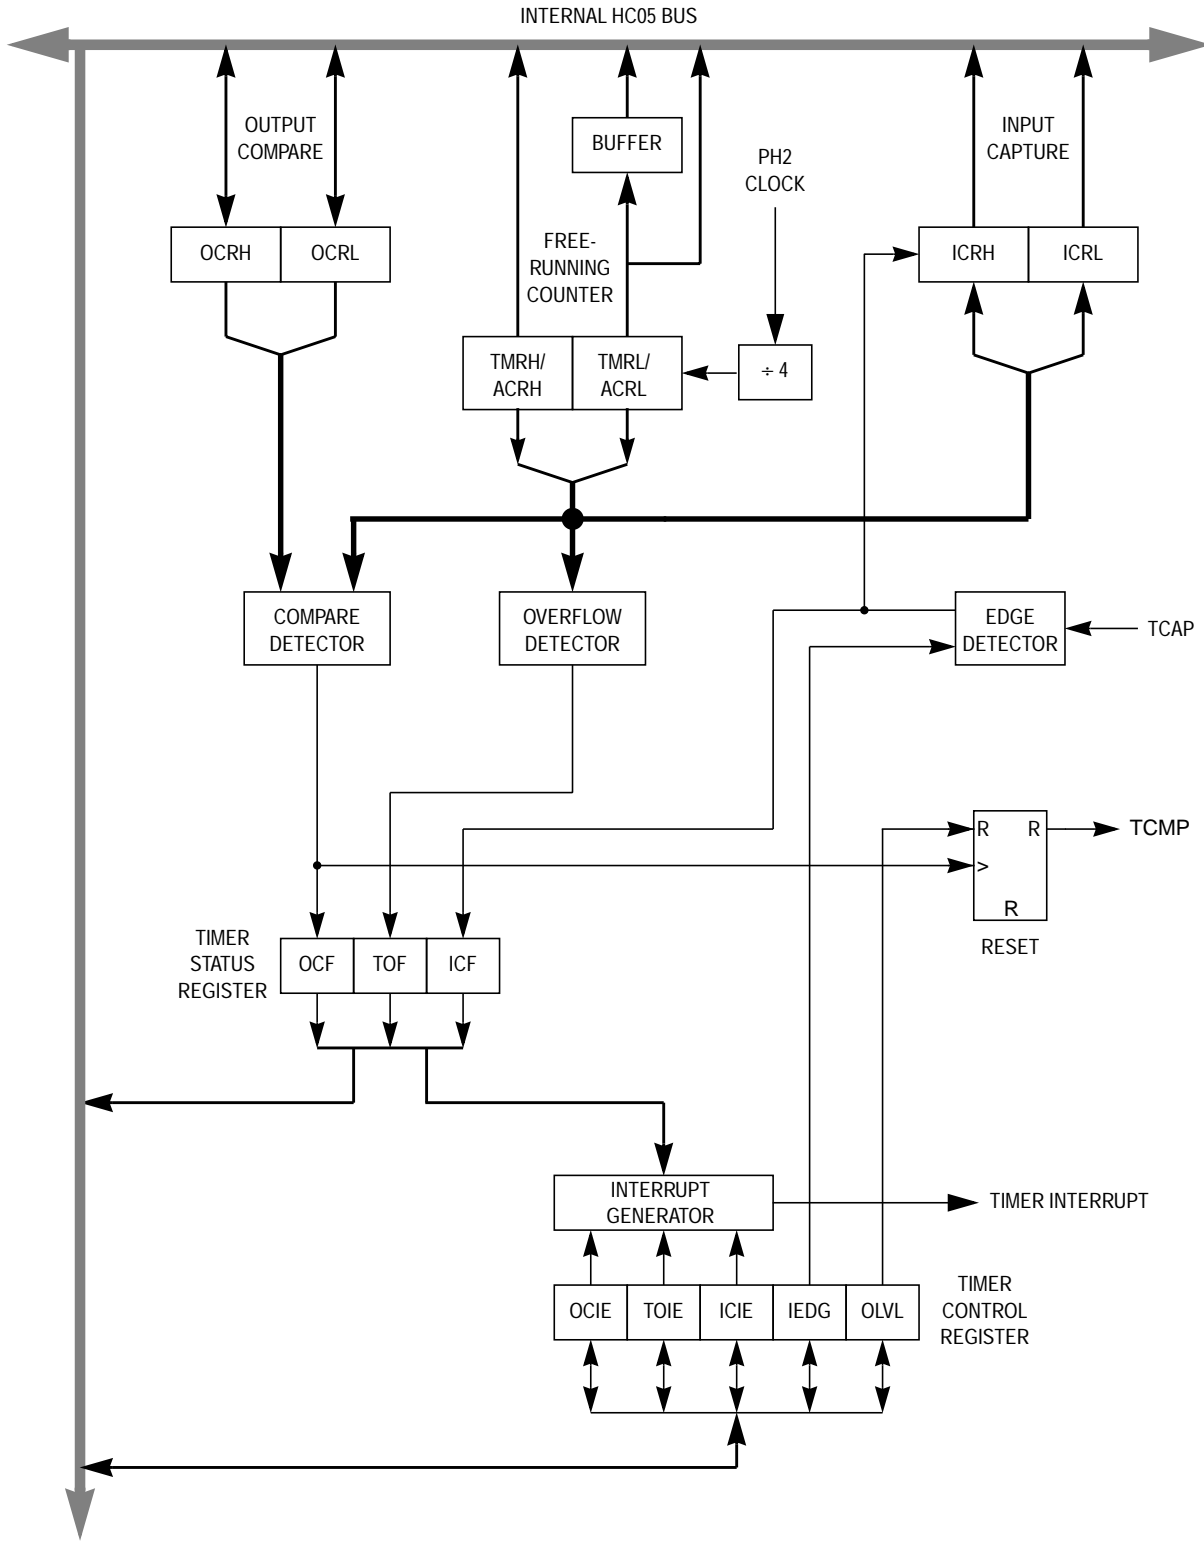 INTERNAL HC05 BUS
OUTPUT
COMPARE
BUFFER
PH2
CLOCK
INPUT
CAPTURE
OCRH
OCRL
FREE-
RUNNING
COUNTER
ICRH
ICRL
TMRH/
ACRH
TMRL/
ACRL
÷ 4
COMPARE
DETECTOR
OVERFLOW
DETECTOR
EDGE
DETECTOR
TCAP
R
R
>
R
TCMP
RESET
TIMER
STATUS
REGISTER
OCF
TOF
ICF
INTERRUPT
GENERATOR
TIMER INTERRUPT
OCIE
TOIE
ICIE
IEDG
OLVL
TIMER
CONTROL
REGISTER